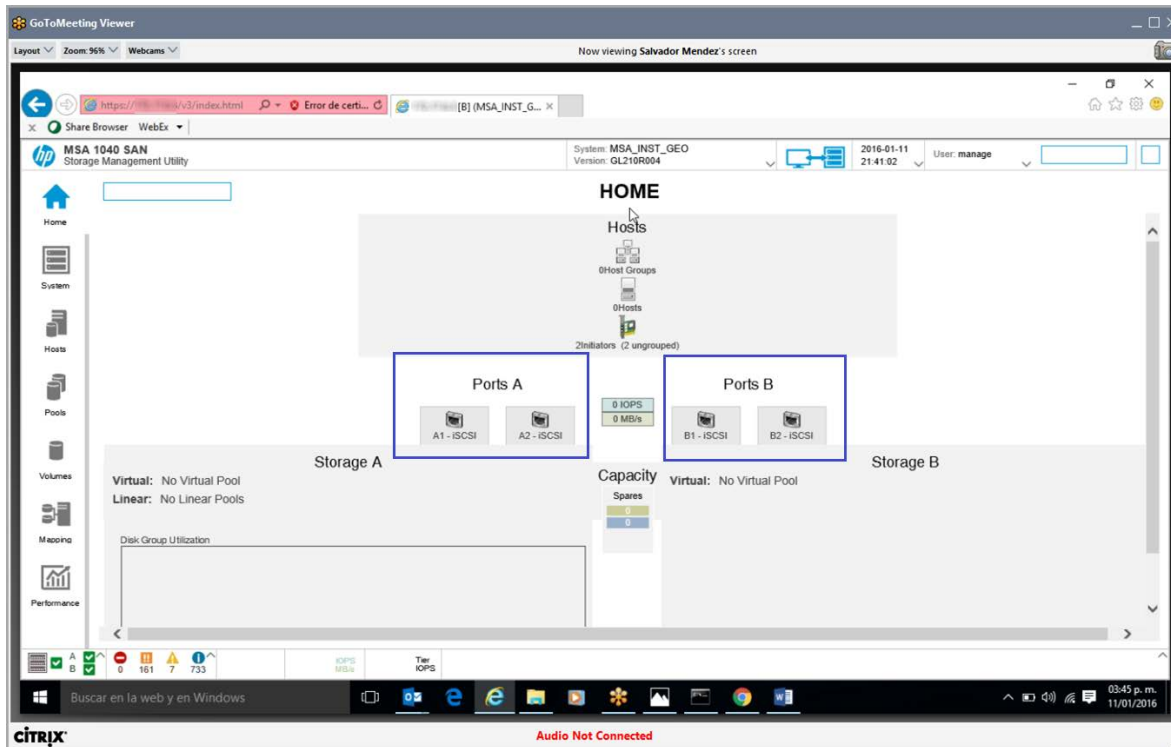 GoToMeeting Viewer
Layout Zoom: 96% Webcams
Now viewing Salvador Mendez's screen
https:// /v3/index.html Error de certi... [B] (MSA_INST_G...
x Share Browser WebEx
hp MSA 1040 SAN
Storage Management Utility
System: MSA_INST_GEO
Version: GL210R004
2016-01-11
21:41:02
User: manage
HOME
Home
System
Hosts
Pools
Volumes
Mapping
Performance
Hosts
0Host Groups
0Hosts
2Initiators (2 ungrouped)
Ports A
A1 - iSCSI A2 - iSCSI
0 IOPS
0 MB/s
Ports B
B1 - iSCSI B2 - iSCSI
Storage A
Virtual: No Virtual Pool
Linear: No Linear Pools
Disk Group Utilization
Capacity
Spares
0
0
Storage B
Virtual: No Virtual Pool
A
B
0 161 7 733
IOPS
MB/s
Tier
IOPS
Buscar en la web y en Windows
03:45 p. m.
11/01/2016
CITRIX
Audio Not Connected